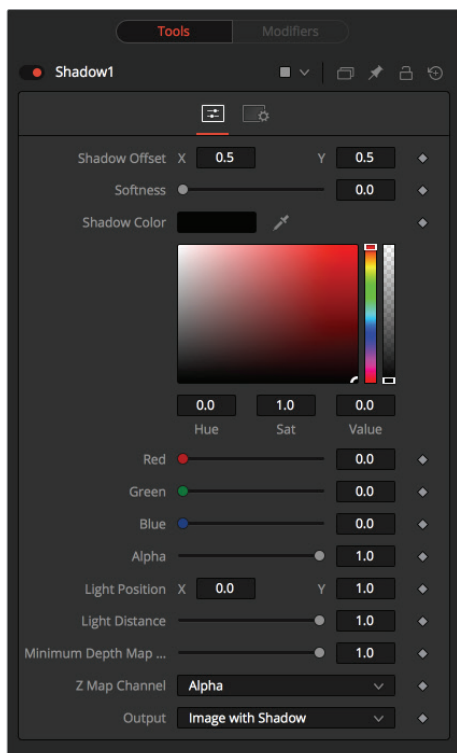 Tools Modifiers
Shadow1
Shadow Offset X 0.5 Y 0.5
Softness 0.0
Shadow Color
0.0 1.0 0.0
Hue Sat Value
Red 0.0
Green 0.0
Blue 0.0
Alpha 1.0
Light Position X 0.0 Y 1.0
Light Distance 1.0
Minimum Depth Map ... 1.0
Z Map Channel Alpha
Output Image with Shadow